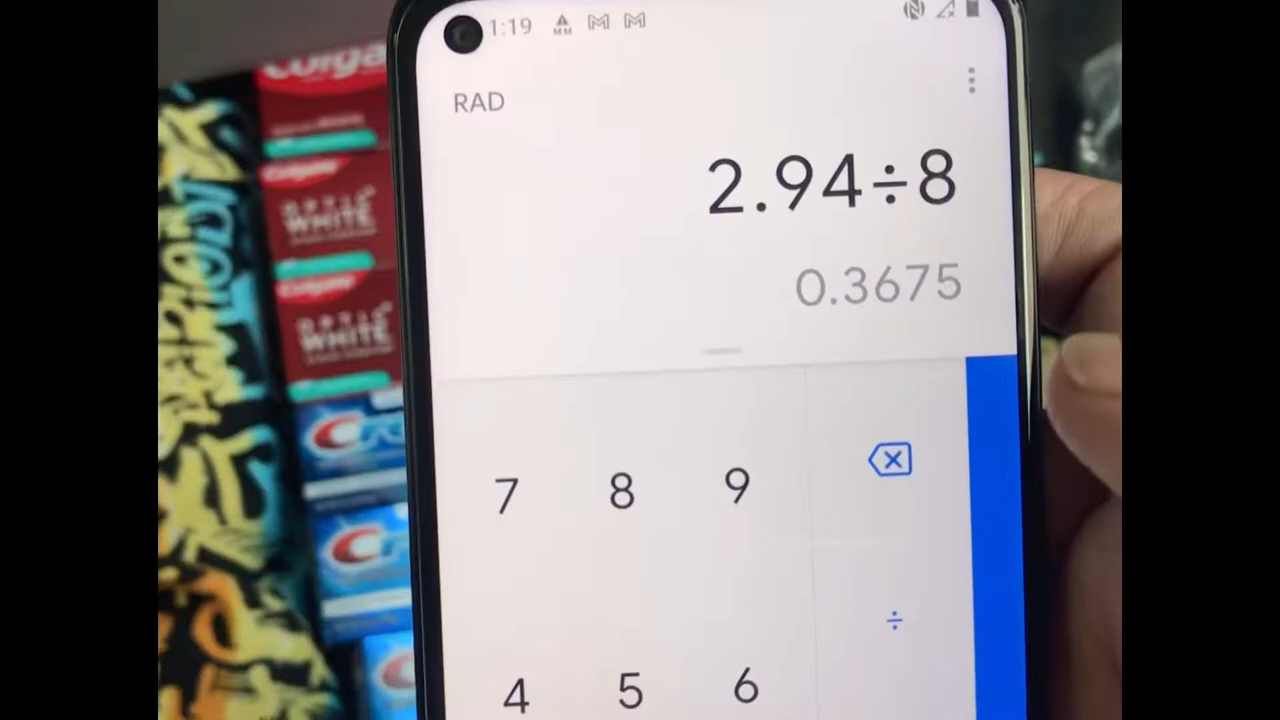 1:19
RAD
2.94÷8
0.3675
7 8 9
÷
4 5 6
Colga
Colgate
OPTIC
WHITE
Colgate
OPTIC
WHITE